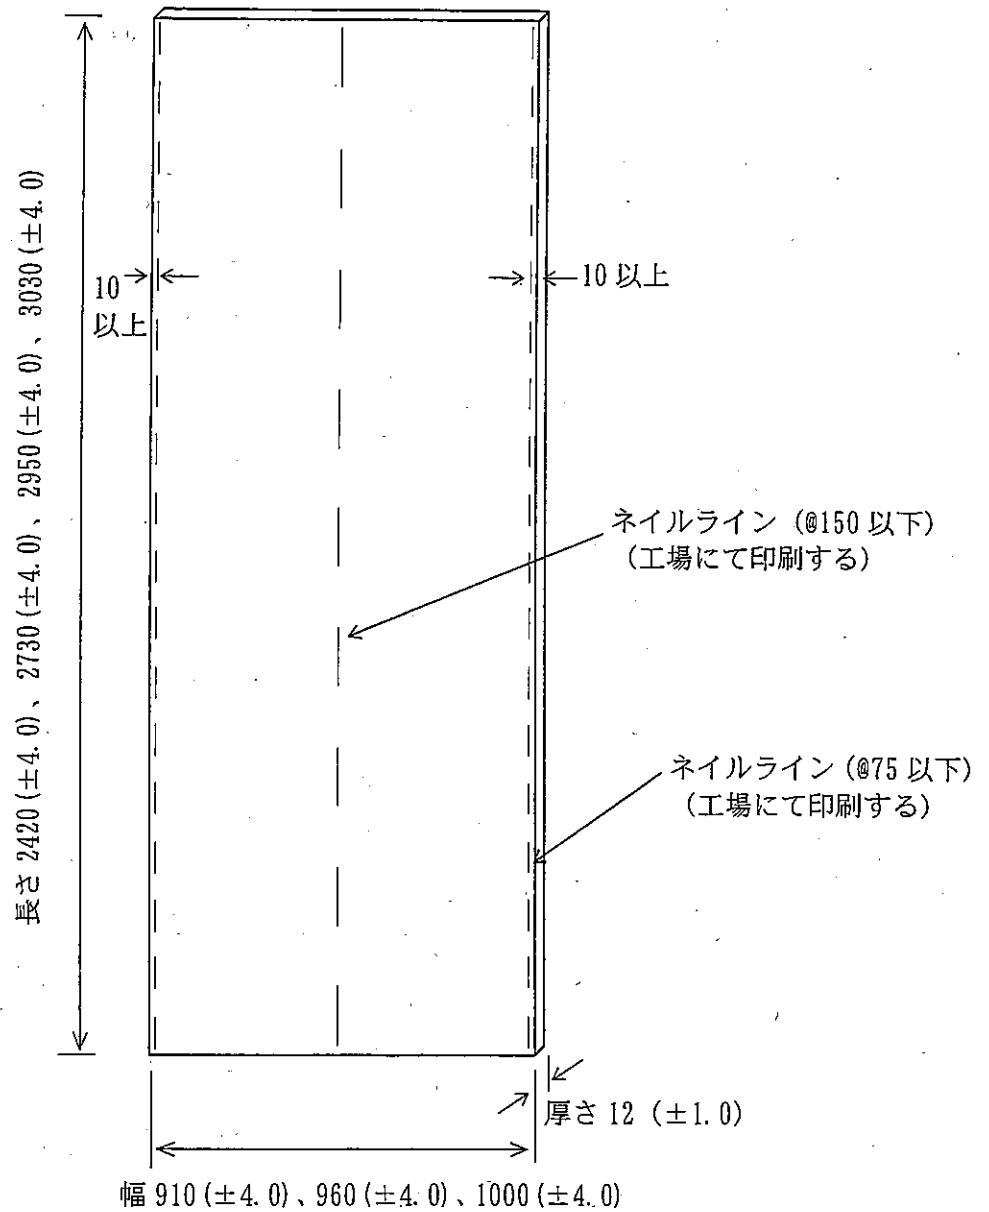 長さ 2420(±4.0)、2730(±4.0)、2950(±4.0)、3030(±4.0)
10
以上
10 以上
ネイルライン (@150 以下)
(工場にて印刷する)
ネイルライン (@75 以下)
(工場にて印刷する)
厚さ 12 (±1.0)
幅 910(±4.0)、960(±4.0)、1000(±4.0)